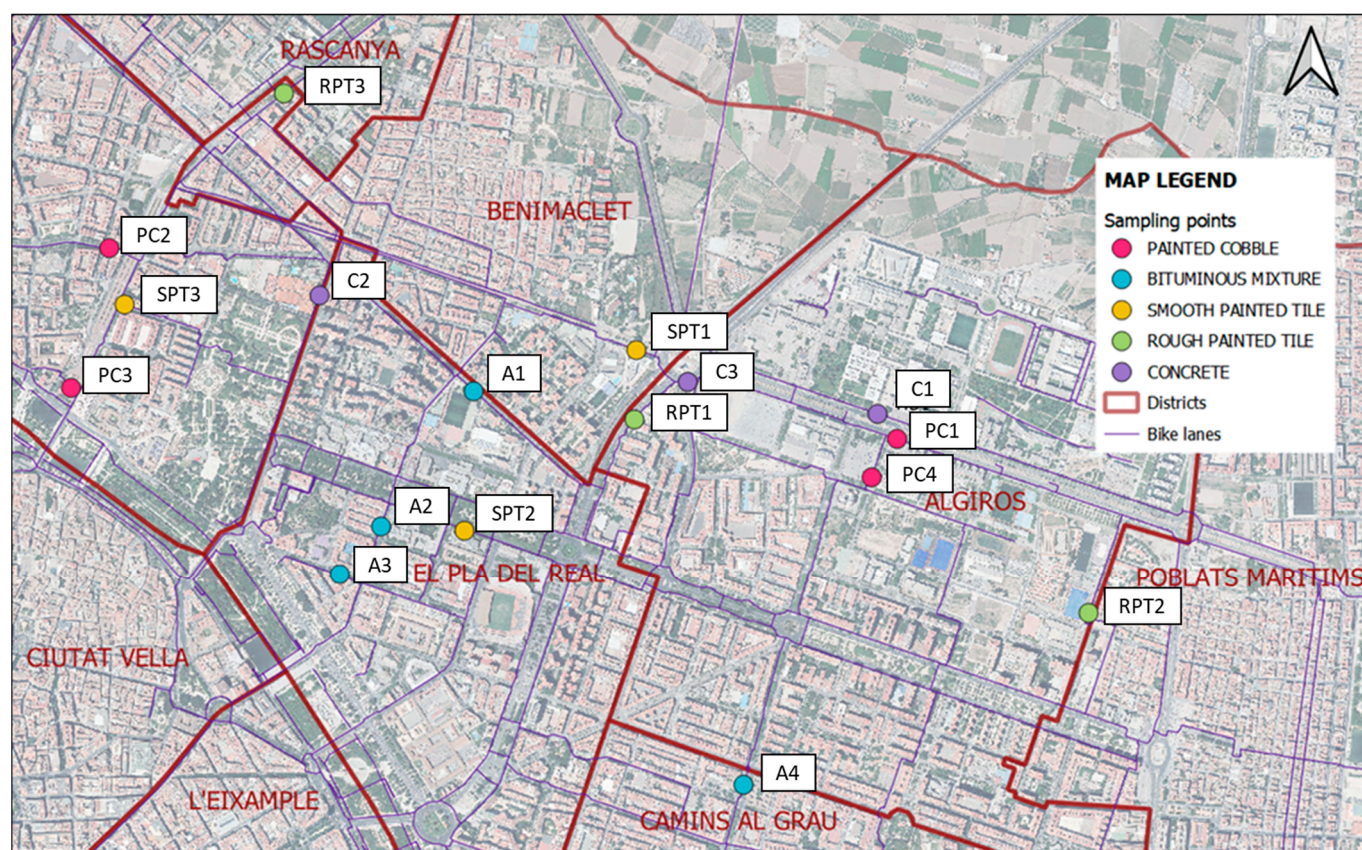 RASCANYA
RPT3
BENIMACLET
PC2
SPT3
C2
PC3
A1
SPT1
C3
RPT1
C1
PC1
PC4
ALGIROS
A2
SPT2
A3
EL PLA DEL REAL
POBLATS MARITIMS
RPT2
CIUTAT VELLA
L'EIXAMPLE
A4
CAMINS AL GRAU
MAP LEGEND
Sampling points
PAINTED COBBLE
BITUMINOUS MIXTURE
SMOOTH PAINTED TILE
ROUGH PAINTED TILE
CONCRETE
Districts
Bike lanes